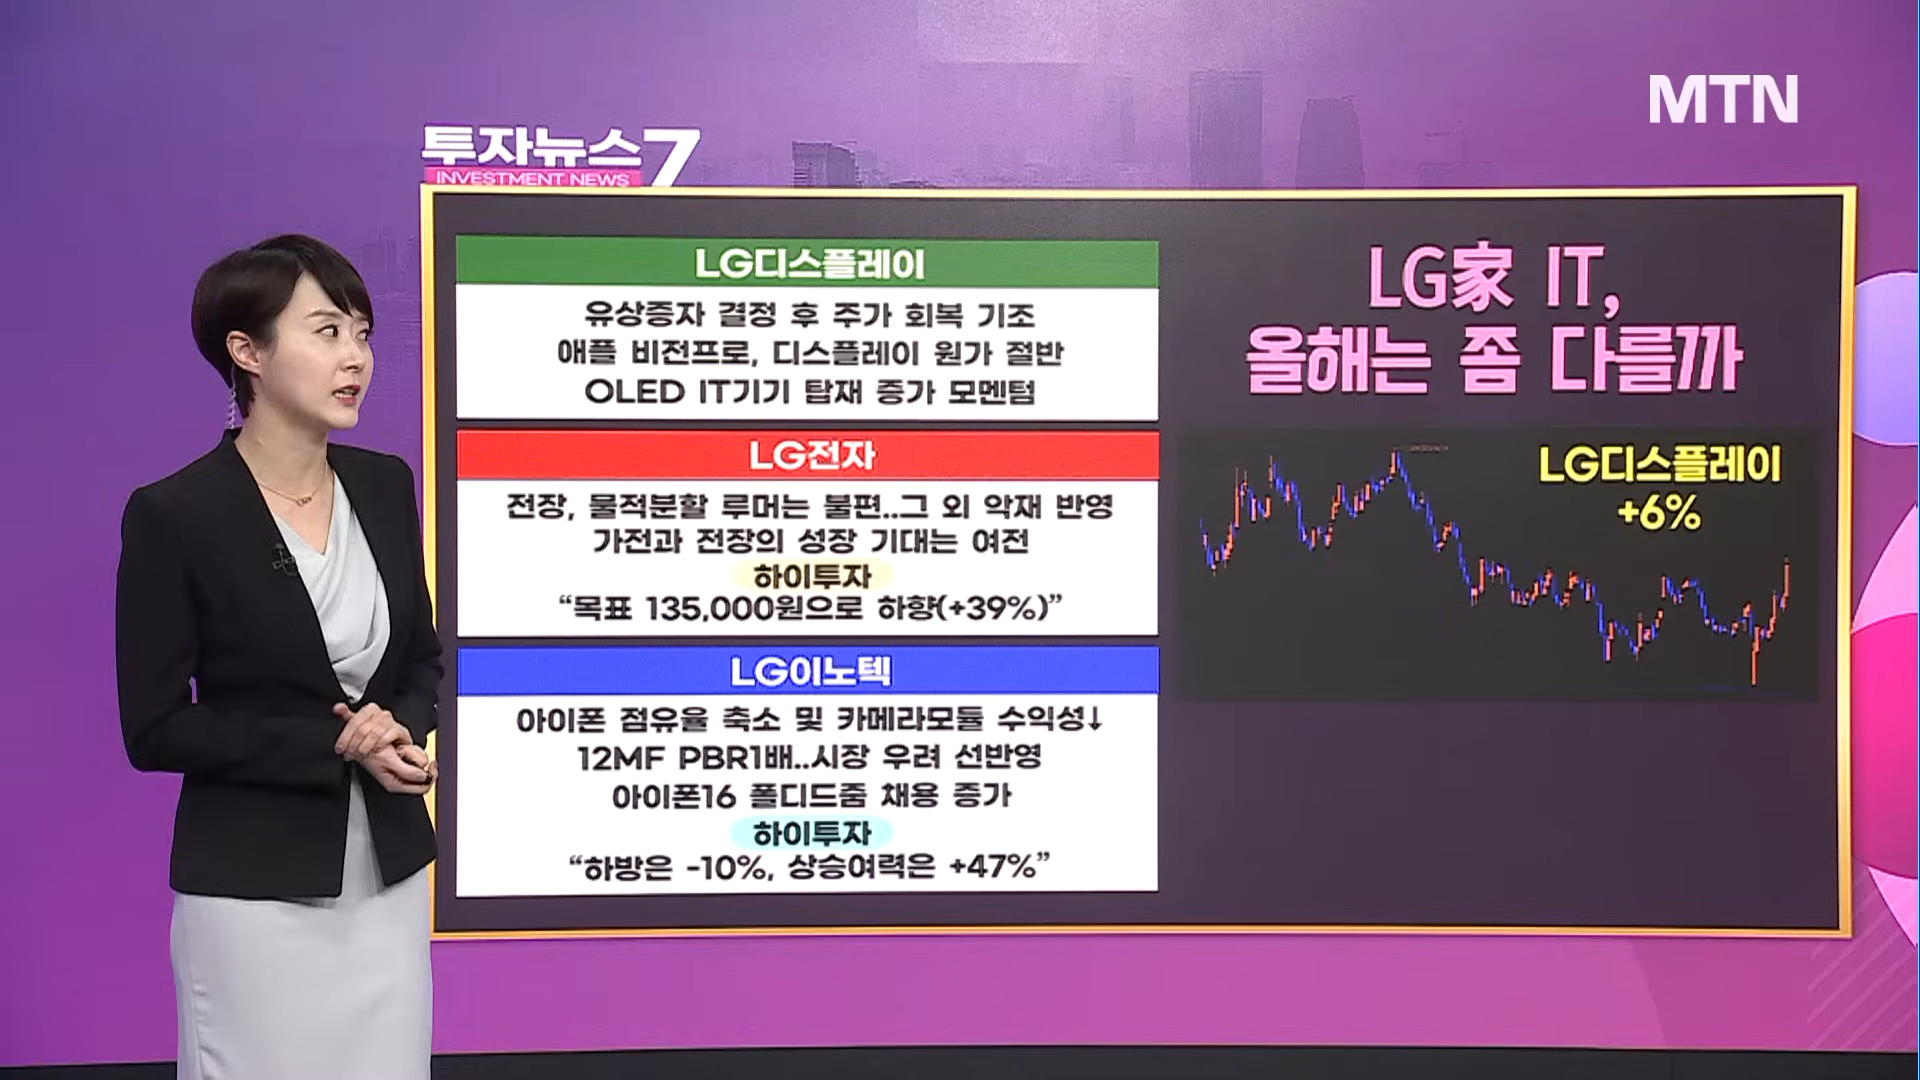 MTN
투자뉴스7
INVESTMENT NEWS
LG디스플레이
유상증자 결정 후 주가 회복 기조
애플 비전프로, 디스플레이 원가 절반
OLED IT기기 탑재 증가 모멘텀
LG전자
전장, 물적분할 루머는 불편..그 외 악재 반영
가전과 전장의 성장 기대는 여전
하이투자
“목표 135,000원으로 하향(+39%)”
LG이노텍
아이폰 점유율 축소 및 카메라모듈 수익성↓
12MF PBR1배..시장 우려 선반영
아이폰16 폴디드줌 채용 증가
하이투자
“하방은 -10%, 상승여력은 +47%”
LG家 IT,
올해는 좀 다를까
LG디스플레이
+6%